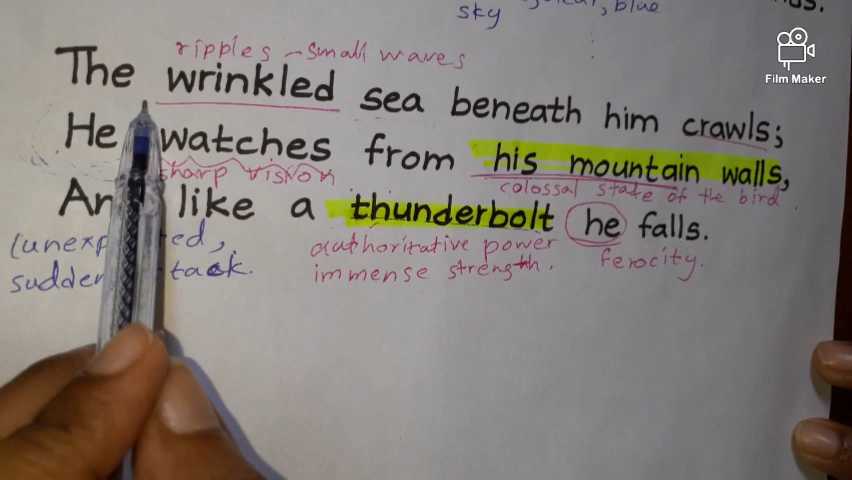 blue
sky
Film Maker
ripples - small waves
The wrinkled sea beneath him crawls;
He watches from his mountain walls,
sharp vision
colossal state of the bird
like a thunderbolt he falls.
authoritative power
ferocity.
immense strength.
sudden